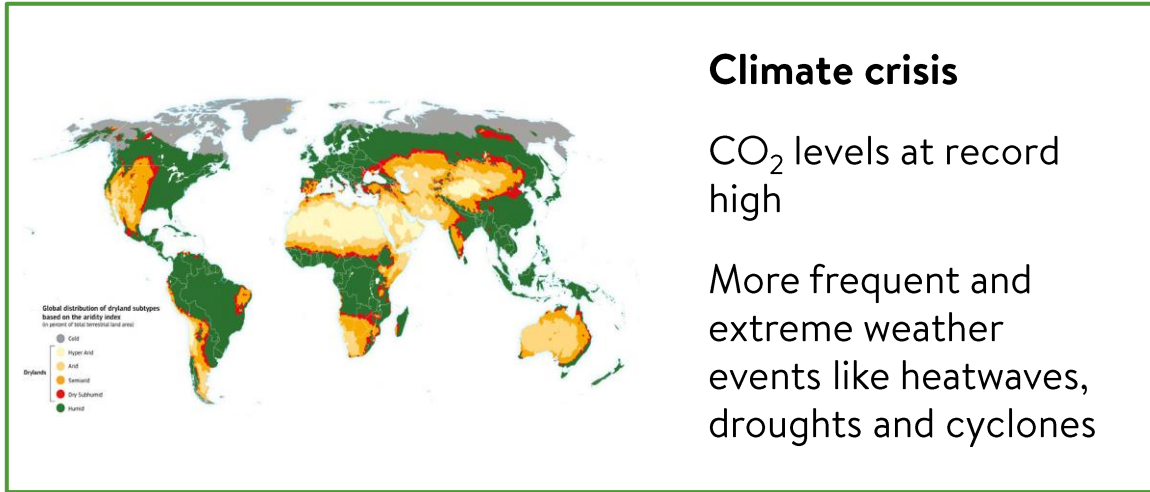 Climate crisis
CO₂ levels at record
high
More frequent and
extreme weather
events like heatwaves,
droughts and cyclones
Global distribution of dryland subtypes
based on the aridity index
(in percent of total terrestrial land area)
Cold
Drylands
Hyper Arid
Arid
Semiarid
Dry Subhumid
Humid